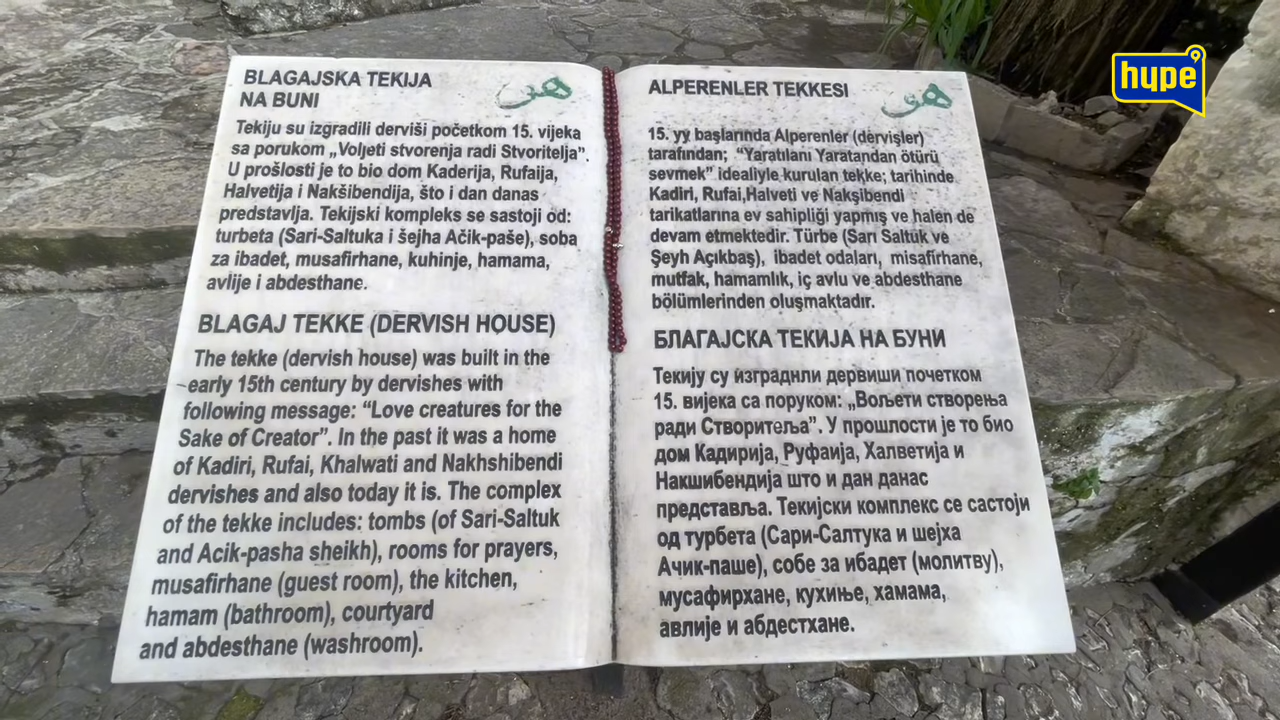 BLAGAJSKA TEKIJA
NA BUNI
هو
Tekiju su izgradili derviši početkom 15. vijeka
sa porukom „Voljeti stvorenja radi Stvoritelja”.
U prošlosti je to bio dom Kaderija, Rufaija,
Halvetija i Nakšibendija, što i dan danas
predstavlja. Tekijski kompleks se sastoji od:
turbeta (Sari-Saltuka i šejha Ačik-paše), soba
za ibadet, musafirhane, kuhinje, hamama,
avlije i abdesthane.
BLAGAJ TEKKE (DERVISH HOUSE)
The tekke (dervish house) was built in the
early 15th century by dervishes with
following message: “Love creatures for the
Sake of Creator”. In the past it was a home
of Kadiri, Rufai, Khalwati and Nakhshibendi
dervishes and also today it is. The complex
of the tekke includes: tombs (of Sari-Saltuk
and Acik-pasha sheikh), rooms for prayers,
musafirhane (guest room), the kitchen,
hamam (bathroom), courtyard
and abdesthane (washroom).
ALPERENLER TEKKESI
هو
15. yy başlarında Alperenler (dervişler)
tarafından; “Yaratılanı Yaratandan ötürü
sevmek” idealiyle kurulan tekke; tarihinde
Kadiri, Rufai,Halveti ve Nakşibendi
tarikatlarına ev sahipliği yapmış ve halen de
devam etmektedir. Türbe (Sarı Saltuk ve
Şeyh Açıkbaş), ibadet odaları, misafirhane,
mutfak, hamamlık, iç avlu ve abdesthane
bölümlerinden oluşmaktadır.
БЛАГАЈСКА ТЕКИЈА НА БУНИ
Текију су изграднли дервиши почетком
15. вијека са поруком: „Вољети створења
ради Створитеља”. У прошлости је то био
дом Кадирија, Руфаија, Халветија и
Накшибендија што и дан данас
представља. Текијски комплекс се састоји
од турбета (Сари-Салтука и шејха
Ачик-паше), собе за ибадет (молитву),
мусафирхане, кухиње, хамама,
авлије и абдестхане.
hype